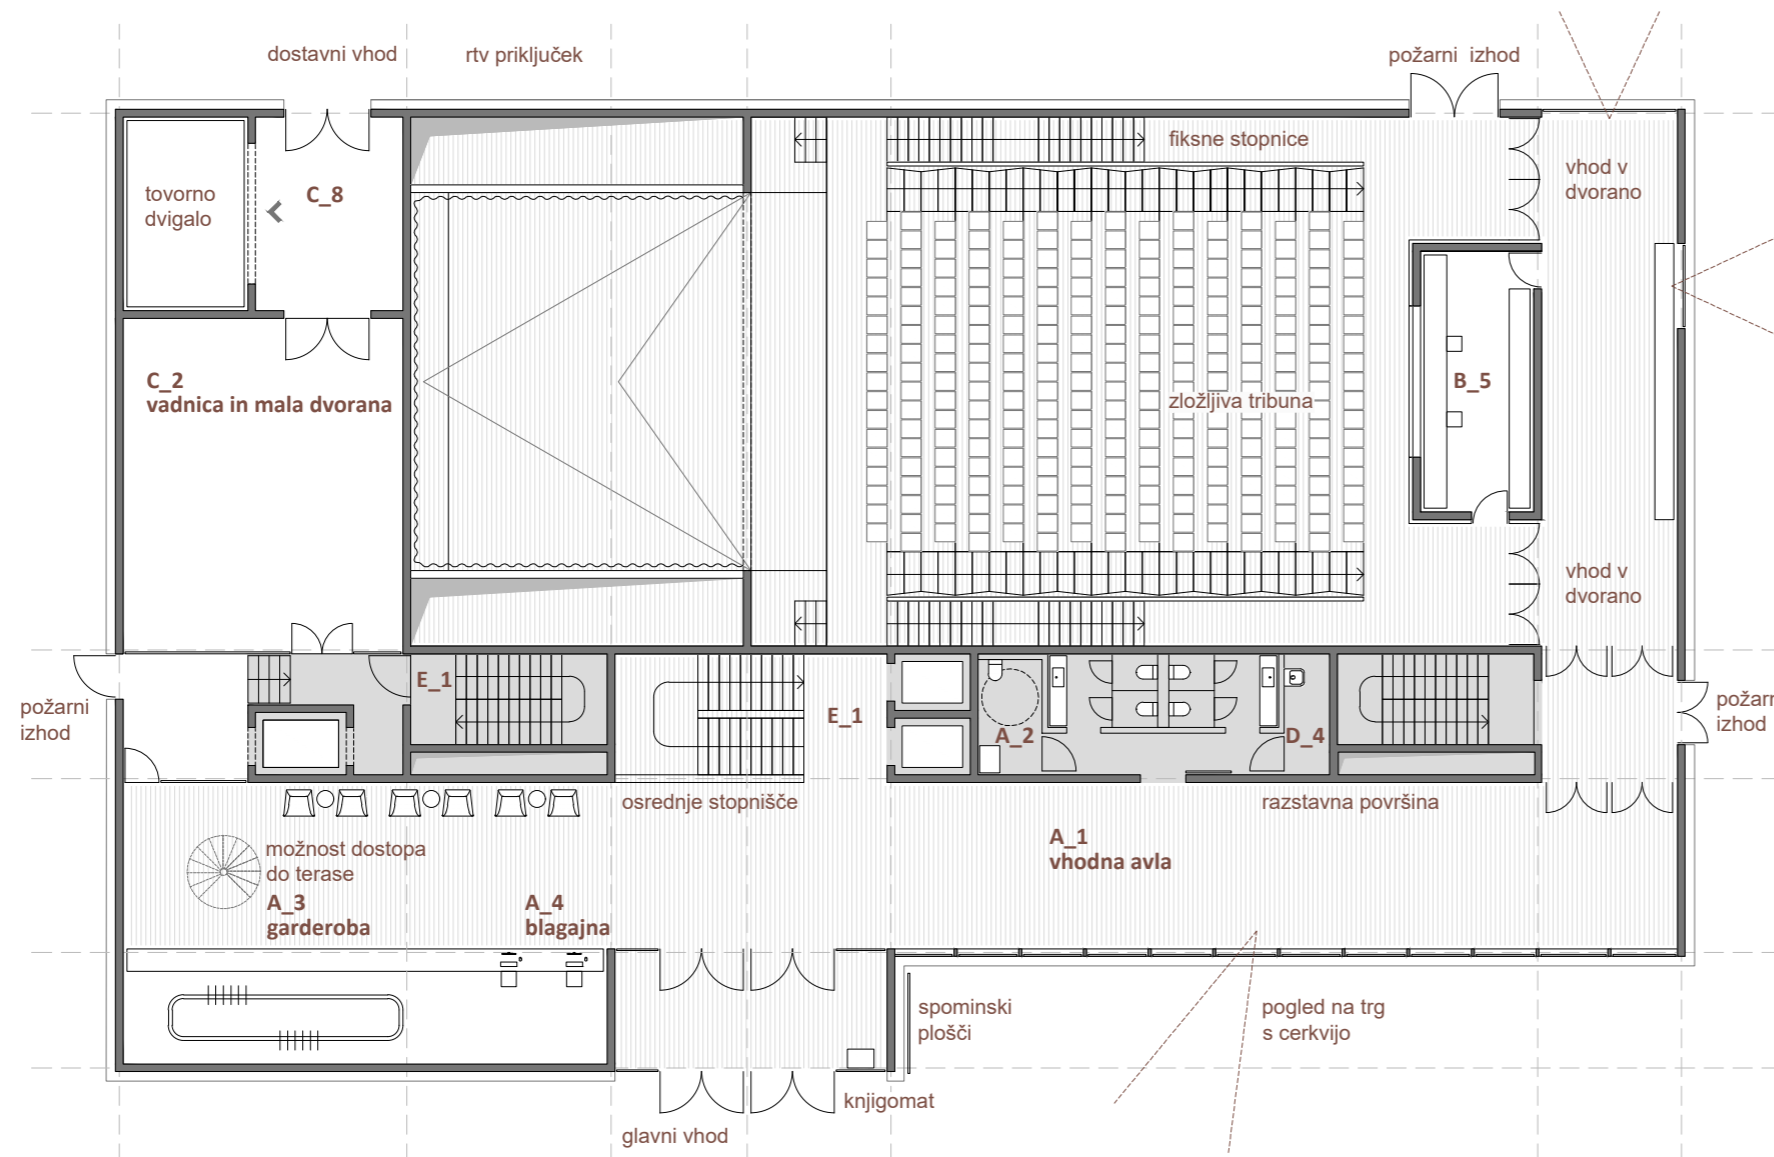 dostavni vhod
rtv priključek
požarni izhod
fiksne stopnice
vhod v
dvorano
tovorno
dvigalo
C_8
C_2
vadnica in mala dvorana
B_5
zložljiva tribuna
vhod v
dvorano
požarni
izhod
E_1
E_1
A_2
D_4
požarni
izhod
osrednje stopnišče
razstavna površina
možnost dostopa
do terase
A_1
vhodna avla
A_3
garderoba
A_4
blagajna
spominski
plošči
pogled na trg
s cerkvijo
knjigomat
glavni vhod